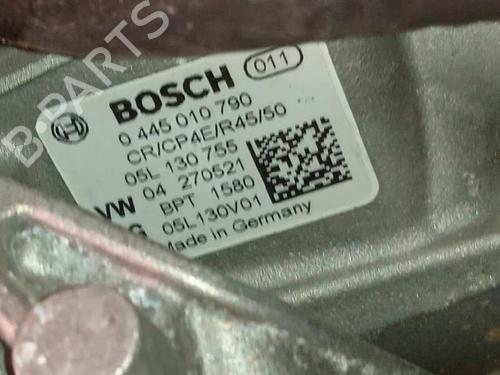 B-PARTS
BOSCH 011
0 445 010 790
CR/CP4E/R45/50
05L 130 755
VW 04 270521
BPT 1580
G 05L130V01
Made in Germany